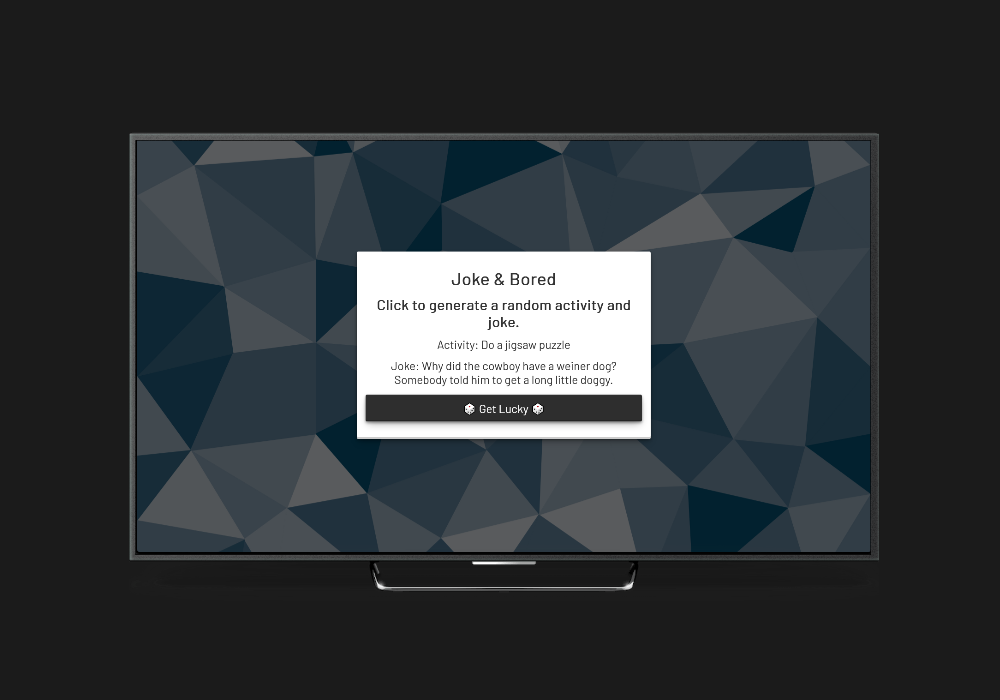 Joke & Bored
Click to generate a random activity and
joke.
Activity: Do a jigsaw puzzle
Joke: Why did the cowboy have a weiner dog?
Somebody told him to get a long little doggy.
🎲 Get Lucky 🎲